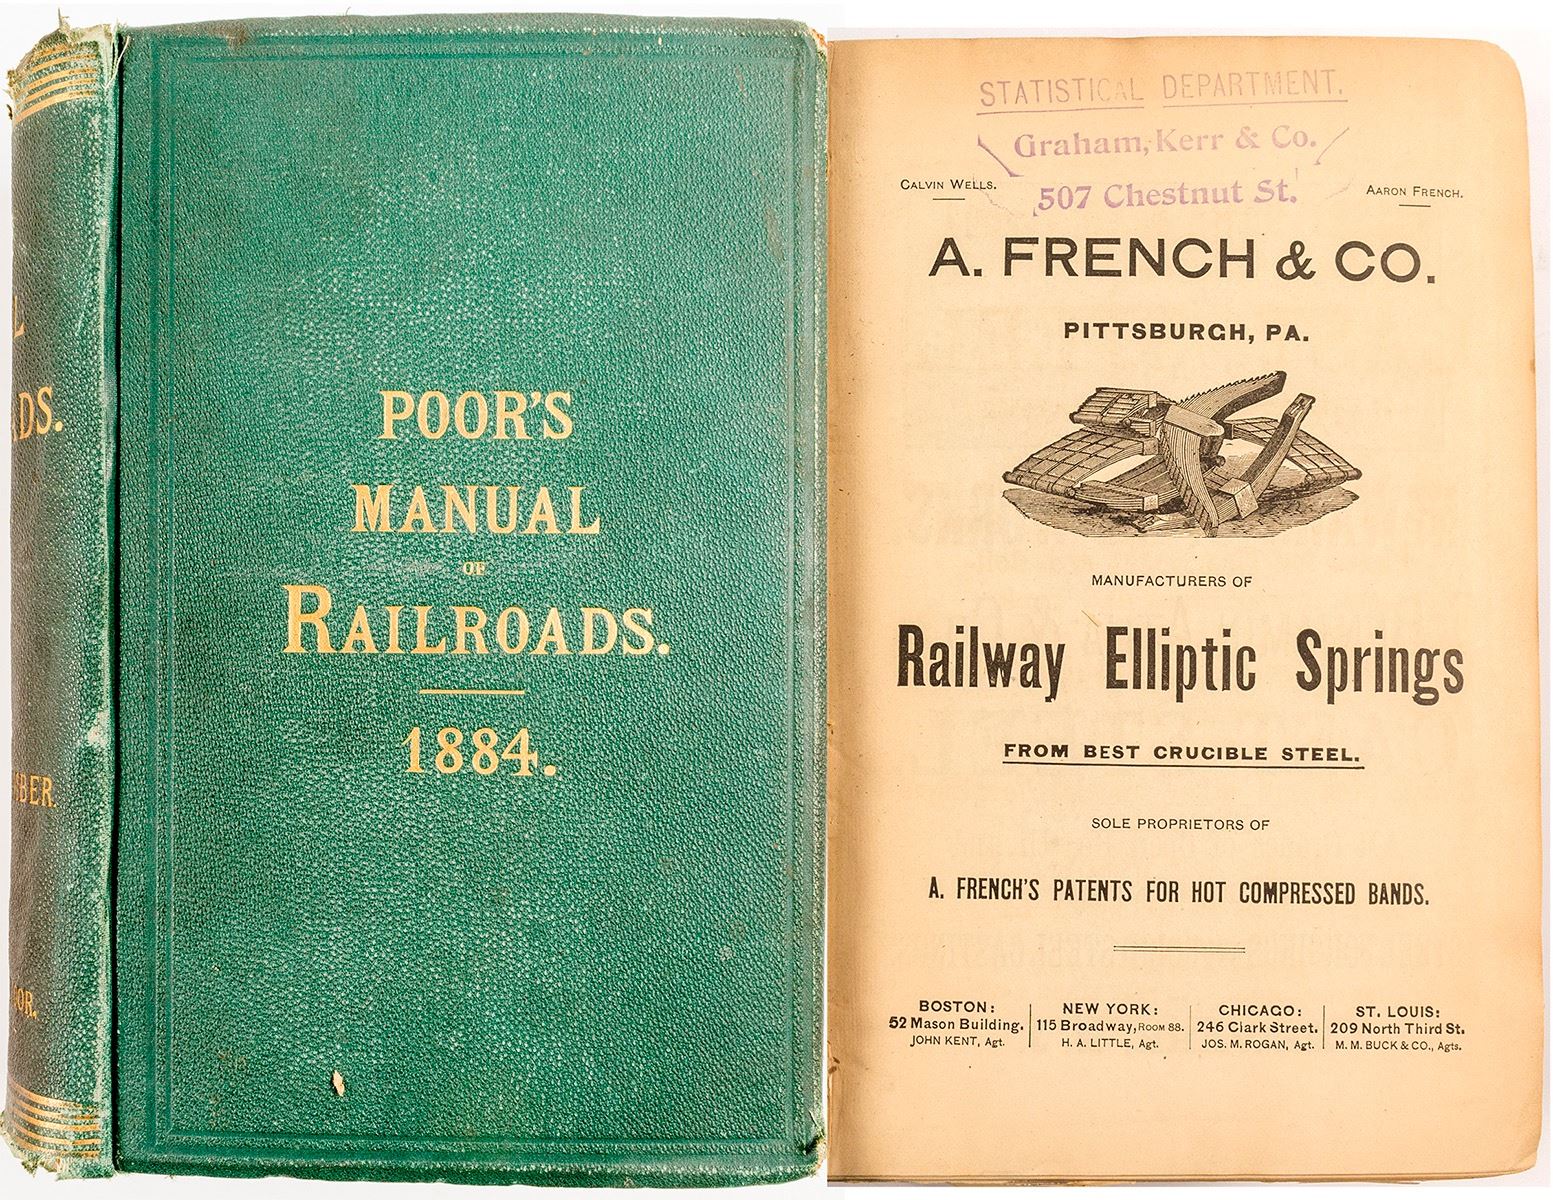 POOR'S
MANUAL
OF
RAILROADS.
1884.
STATISTICAL DEPARTMENT.
Graham, Kerr & Co.
507 Chestnut St.
CALVIN WELLS.
AARON FRENCH.
A. FRENCH & CO.
PITTSBURGH, PA.
MANUFACTURERS OF
Railway Elliptic Springs
FROM BEST CRUCIBLE STEEL.
SOLE PROPRIETORS OF
A. FRENCH'S PATENTS FOR HOT COMPRESSED BANDS.
BOSTON:
52 Mason Building.
JOHN KENT, Agt.
NEW YORK:
115 Broadway, ROOM 88.
H. A. LITTLE, Agt.
CHICAGO:
246 Clark Street.
JOS. M. ROGAN, Agt.
ST. LOUIS:
209 North Third St.
M. M. BUCK & CO., Agts.